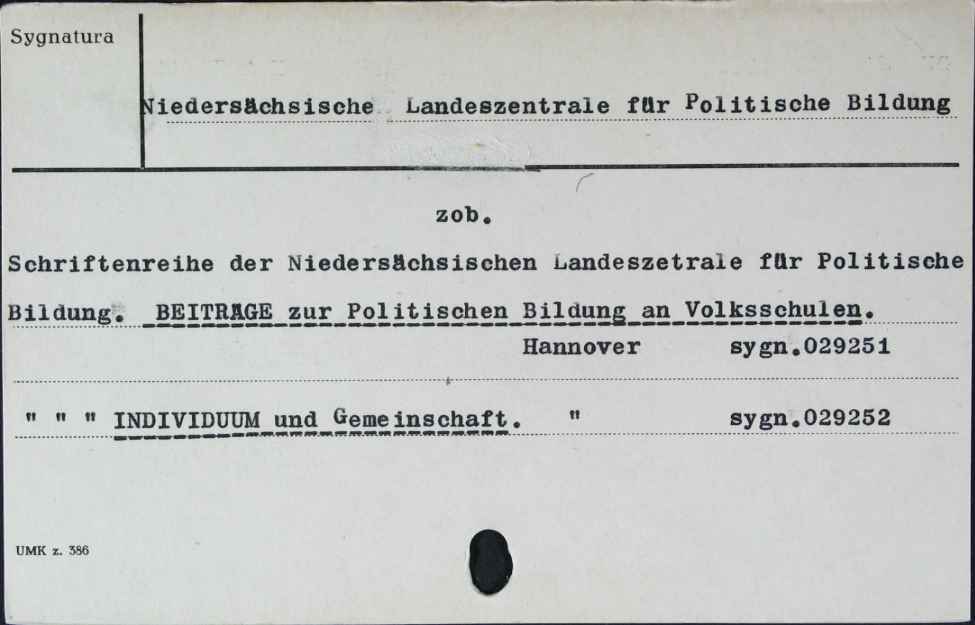 Sygnatura
Niedersächsische Landeszentrale für Politische Bildung
zob.
Schriftenreihe der Niedersächsischen Landeszetrale für Politische
Bildung. BEITRÄGE zur Politischen Bildung an Volksschulen.
Hannover sygn.029251
" " " INDIVIDUUM und Gemeinschaft. " sygn.029252
UMK z. 386